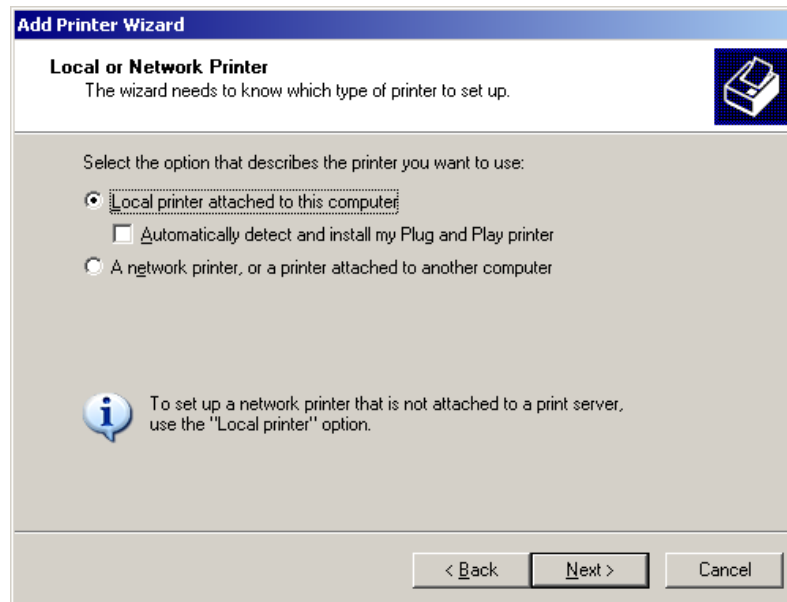 Add Printer Wizard
Local or Network Printer
The wizard needs to know which type of printer to set up.
Select the option that describes the printer you want to use:
Local printer attached to this computer
Automatically detect and install my Plug and Play printer
A network printer, or a printer attached to another computer
To set up a network printer that is not attached to a print server,
use the "Local printer" option.
< Back
Next >
Cancel